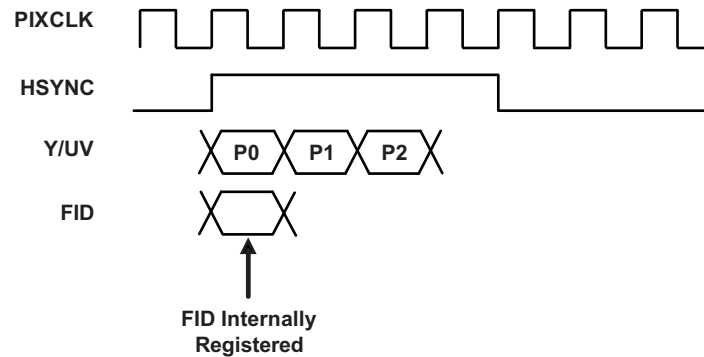 PIXCLK
HSYNC
Y/UV
P0 P1 P2
FID
FID Internally
Registered